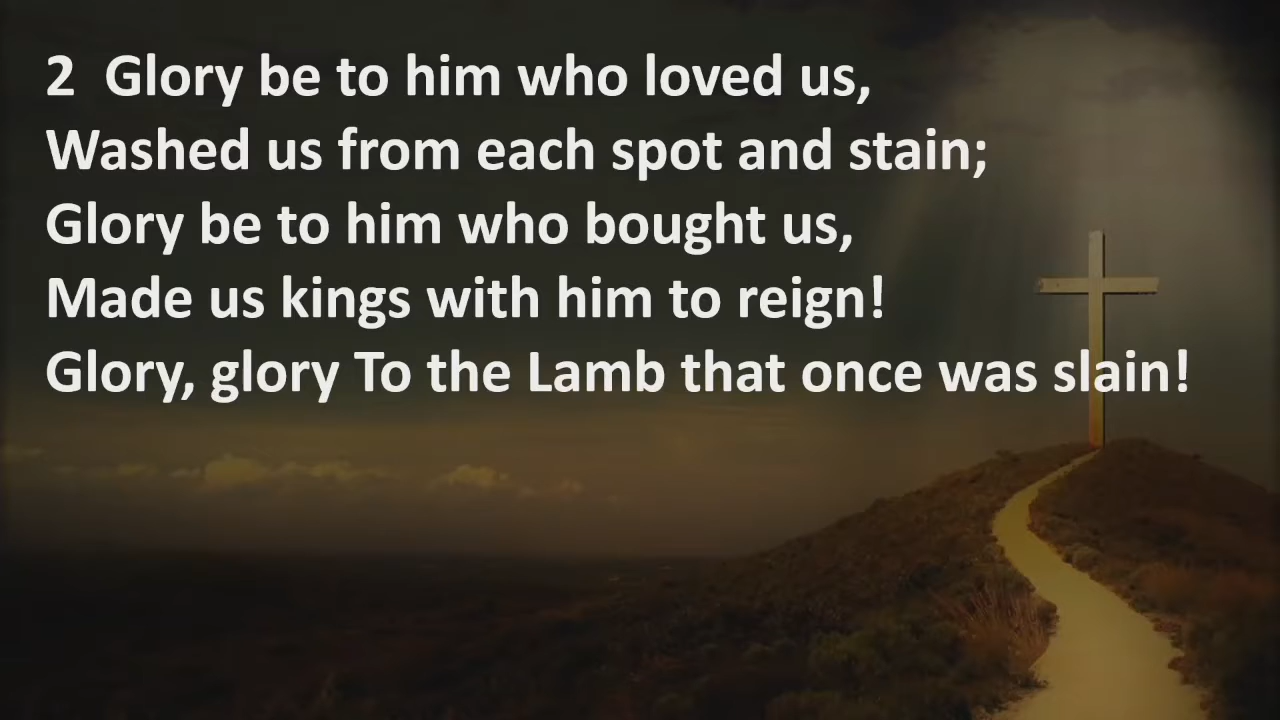 2 Glory be to him who loved us,
Washed us from each spot and stain;
Glory be to him who bought us,
Made us kings with him to reign!
Glory, glory To the Lamb that once was slain!